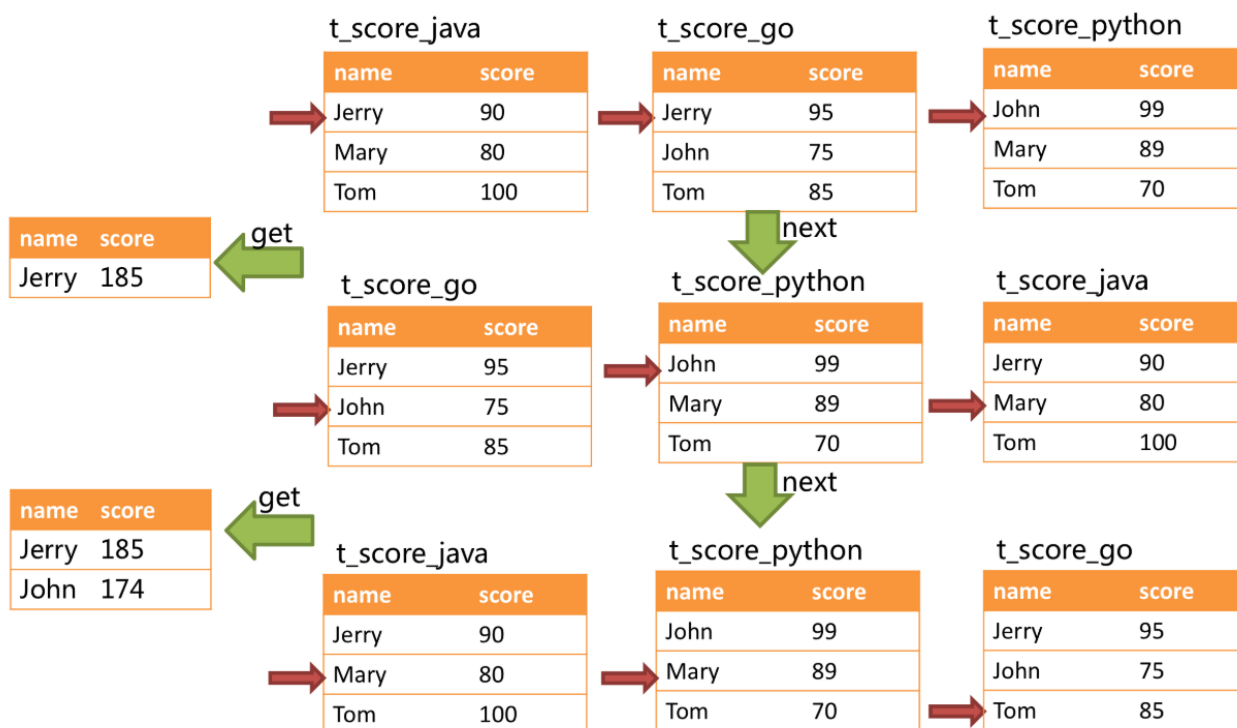 t_score_java
name score
Jerry 90
Mary 80
Tom 100
t_score_go
name score
Jerry 95
John 75
Tom 85
t_score_python
name score
John 99
Mary 89
Tom 70
next
get
name score
Jerry 185
t_score_go
name score
Jerry 95
John 75
Tom 85
t_score_python
name score
John 99
Mary 89
Tom 70
t_score_java
name score
Jerry 90
Mary 80
Tom 100
next
get
name score
Jerry 185
John 174
t_score_java
name score
Jerry 90
Mary 80
Tom 100
t_score_python
name score
John 99
Mary 89
Tom 70
t_score_go
name score
Jerry 95
John 75
Tom 85